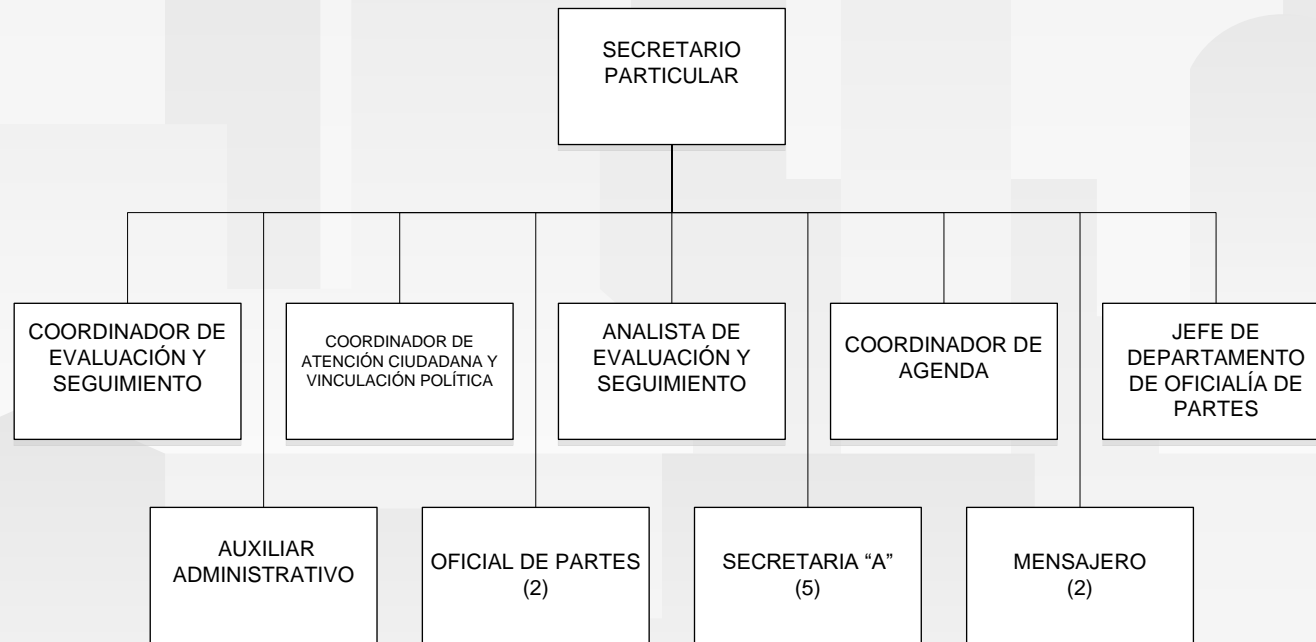 SECRETARIO
PARTICULAR
COORDINADOR DE
EVALUACIÓN Y
SEGUIMIENTO
COORDINADOR DE
ATENCIÓN CIUDADANA Y
VINCULACIÓN POLÍTICA
ANALISTA DE
EVALUACIÓN Y
SEGUIMIENTO
COORDINADOR DE
AGENDA
JEFE DE
DEPARTAMENTO
DE OFICIALÍA DE
PARTES
AUXILIAR
ADMINISTRATIVO
OFICIAL DE PARTES
(2)
SECRETARIA “A”
(5)
MENSAJERO
(2)